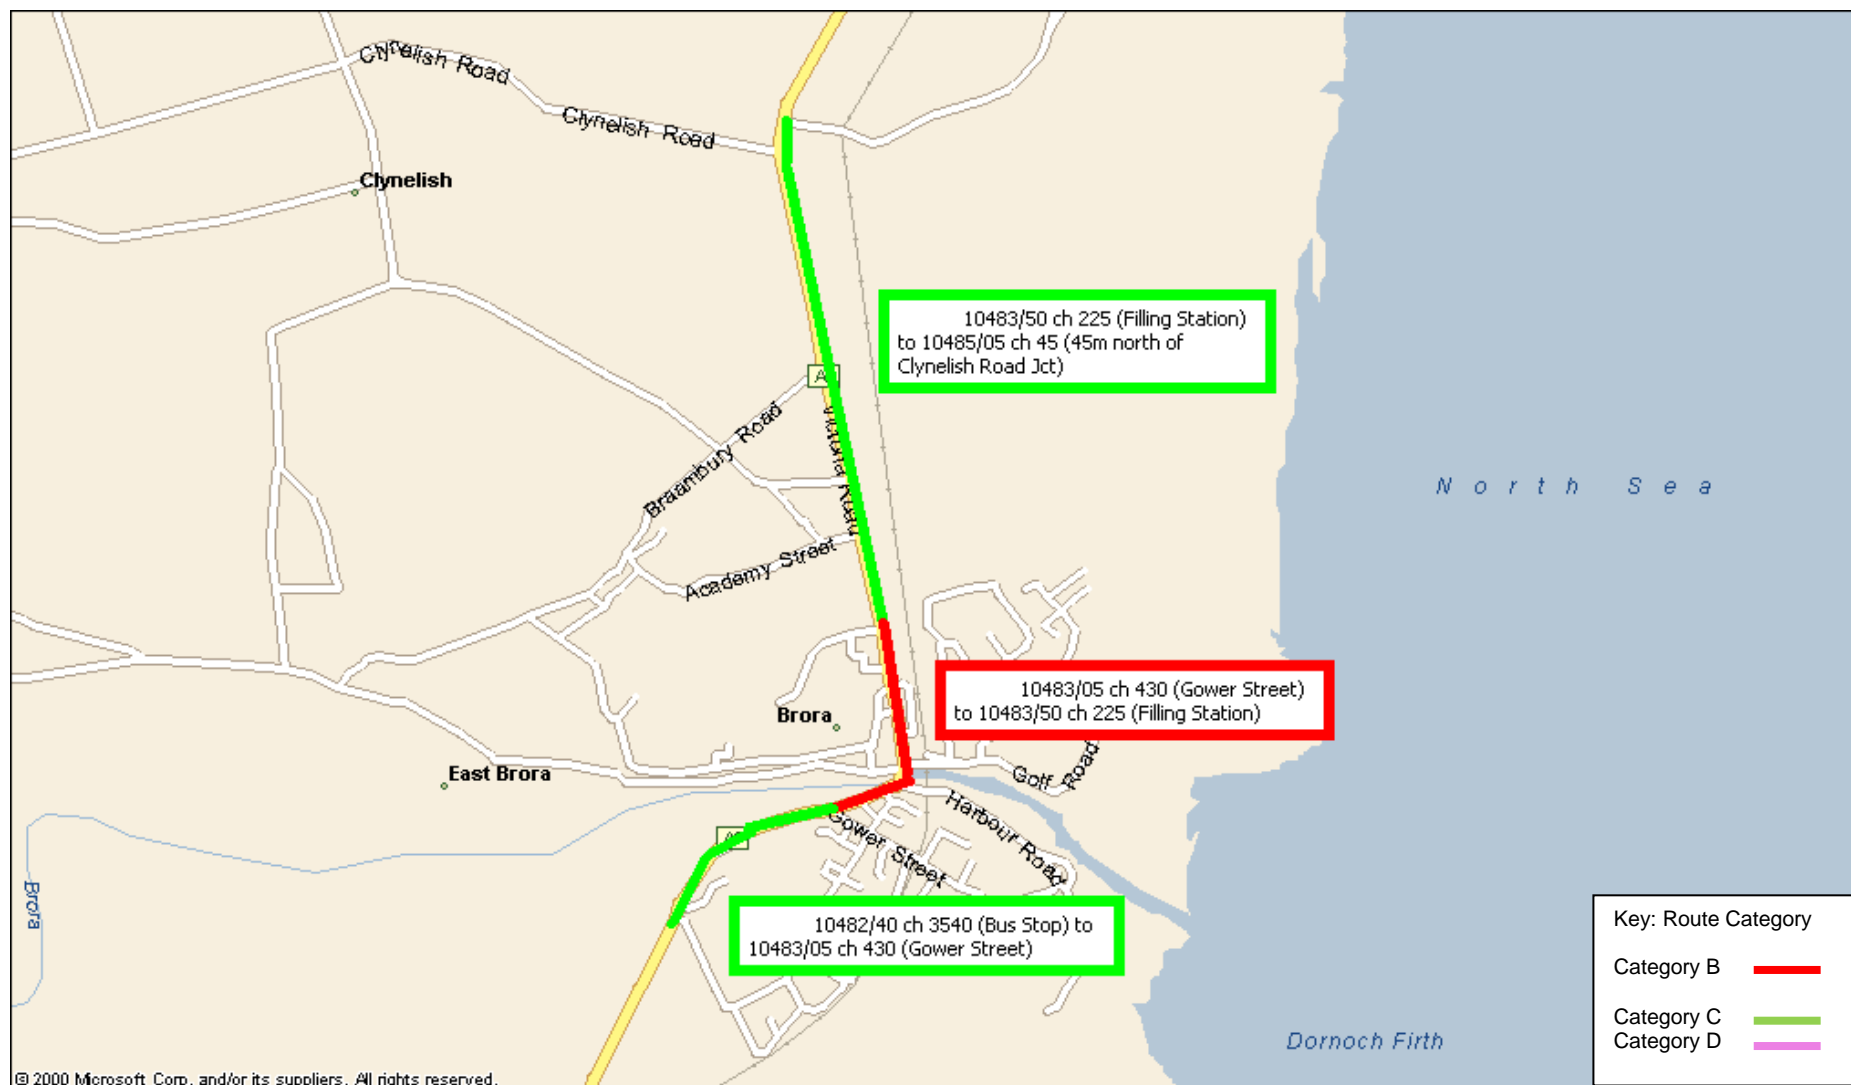 Clynelish Road
Clynelish Road
Clynelish
10483/50 ch 225 (Filling Station)
to 10485/05 ch 45 (45m north of
Clynelish Road Jct)
Braambury Road
Victoria Road
North Sea
Academy Street
10483/05 ch 430 (Gower Street)
to 10483/50 ch 225 (Filling Station)
Brora
East Brora
Golf Road
Harbour Road
Gower Street
Brora
10482/40 ch 3540 (Bus Stop) to
10483/05 ch 430 (Gower Street)
Key: Route Category
Category B
Category C
Category D
Dornoch Firth
© 2000 Microsoft Corp. and/or its suppliers. All rights reserved.